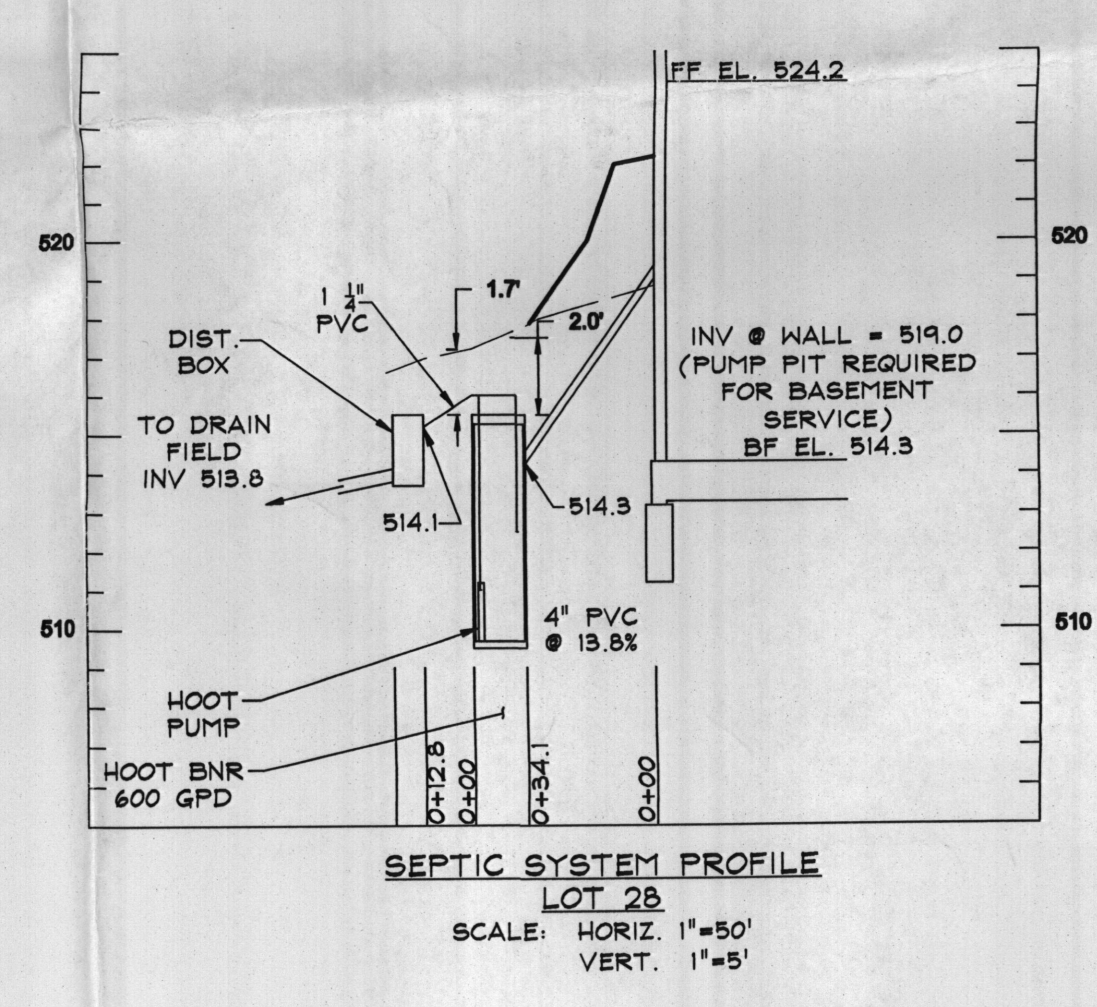 FF EL. 524.2
520
520
1 1/4"
PVC
1.7'
2.0'
DIST.
BOX
INV @ WALL = 519.0
(PUMP PIT REQUIRED
FOR BASEMENT
SERVICE)
BF EL. 514.3
TO DRAIN
FIELD
INV 513.8
514.1
514.3
510
510
4" PVC
@ 13.8%
HOOT
PUMP
HOOT BNR
600 GPD
0+12.8
0+00
0+34.1
0+00
SEPTIC SYSTEM PROFILE
LOT 28
SCALE: HORIZ. 1"=50'
VERT. 1"=5'